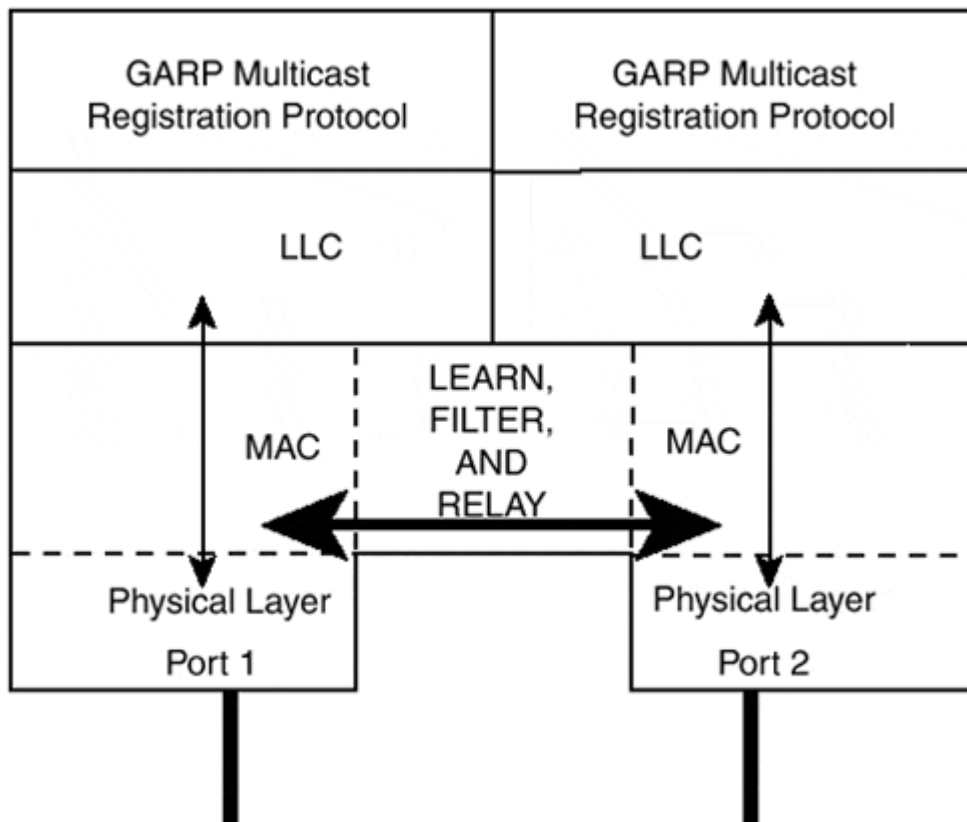 GARP Multicast
Registration Protocol
GARP Multicast
Registration Protocol
LLC
LLC
LEARN,
FILTER,
AND
RELAY
MAC
MAC
Physical Layer
Port 1
Physical Layer
Port 2